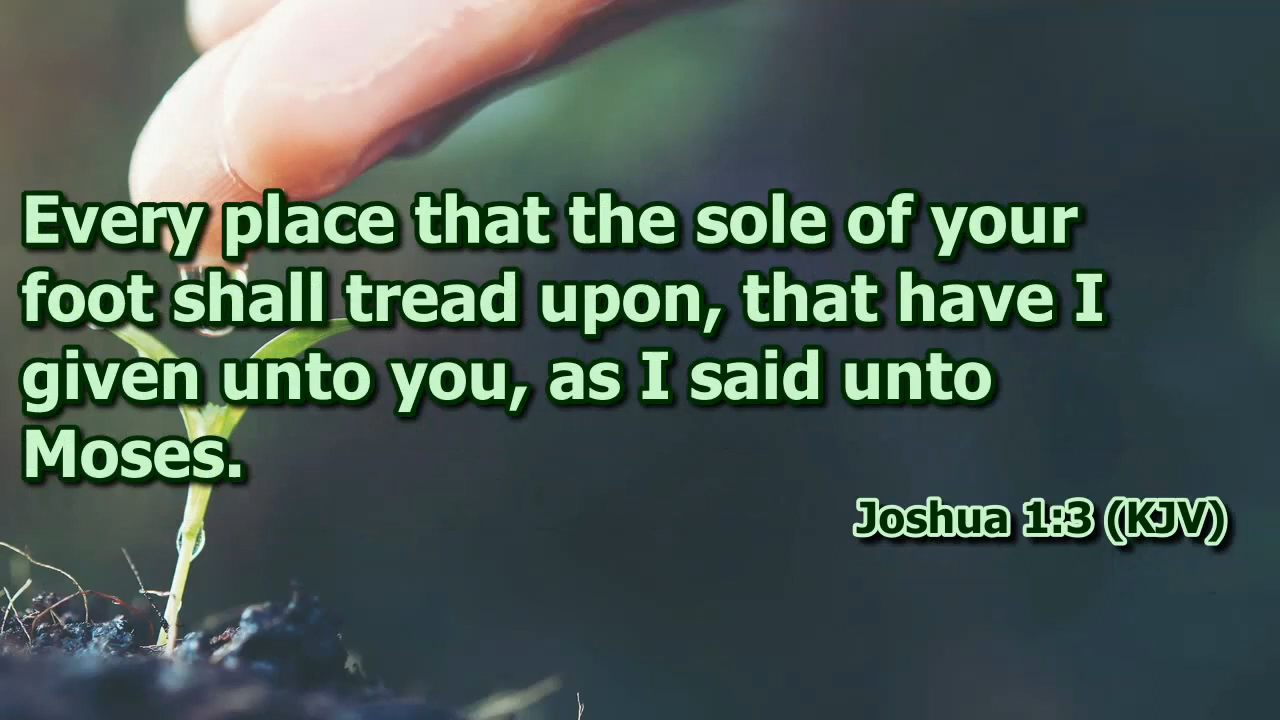 Every place that the sole of your
foot shall tread upon, that have I
given unto you, as I said unto
Moses.
Joshua 1:3 (KJV)